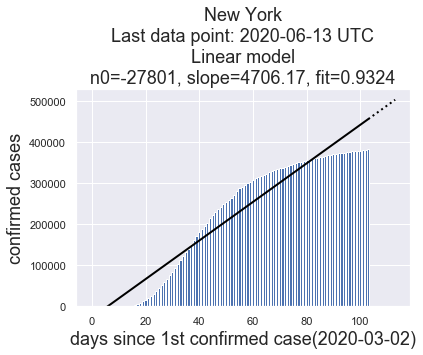 New York
Last data point: 2020-06-13 UTC
Linear model
n0=-27801, slope=4706.17, fit=0.9324
500000
400000
300000
200000
100000
0
confirmed cases
0 20 40 60 80 100
days since 1st confirmed case(2020-03-02)